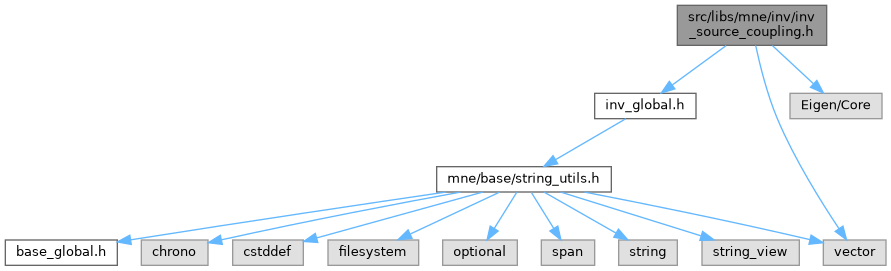 src/libs/mne/inv/inv
_source_coupling.h
inv_global.h
Eigen/Core
mne/base/string_utils.h
base_global.h
chrono
cstddef
filesystem
optional
span
string
string_view
vector